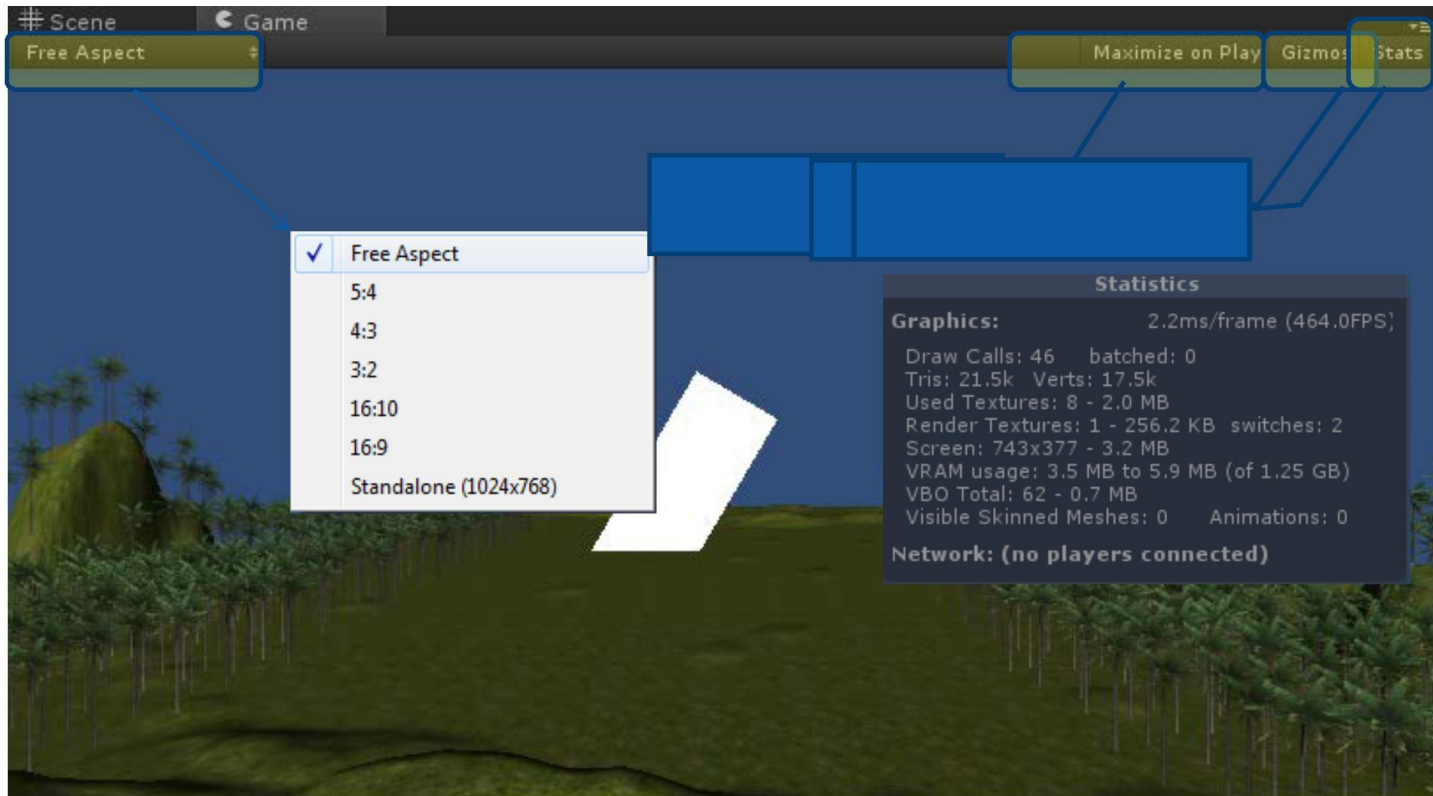 Scene
Game
Free Aspect
Maximize on Play
Gizmos
Stats
Free Aspect
5:4
4:3
3:2
16:10
16:9
Standalone (1024x768)
Statistics
Graphics: 2.2ms/frame (464.0FPS)
Draw Calls: 46 batched: 0
Tris: 21.5k Verts: 17.5k
Used Textures: 8 - 2.0 MB
Render Textures: 1 - 256.2 KB switches: 2
Screen: 743x377 - 3.2 MB
VRAM usage: 3.5 MB to 5.9 MB (of 1.25 GB)
VBO Total: 62 - 0.7 MB
Visible Skinned Meshes: 0 Animations: 0
Network: (no players connected)